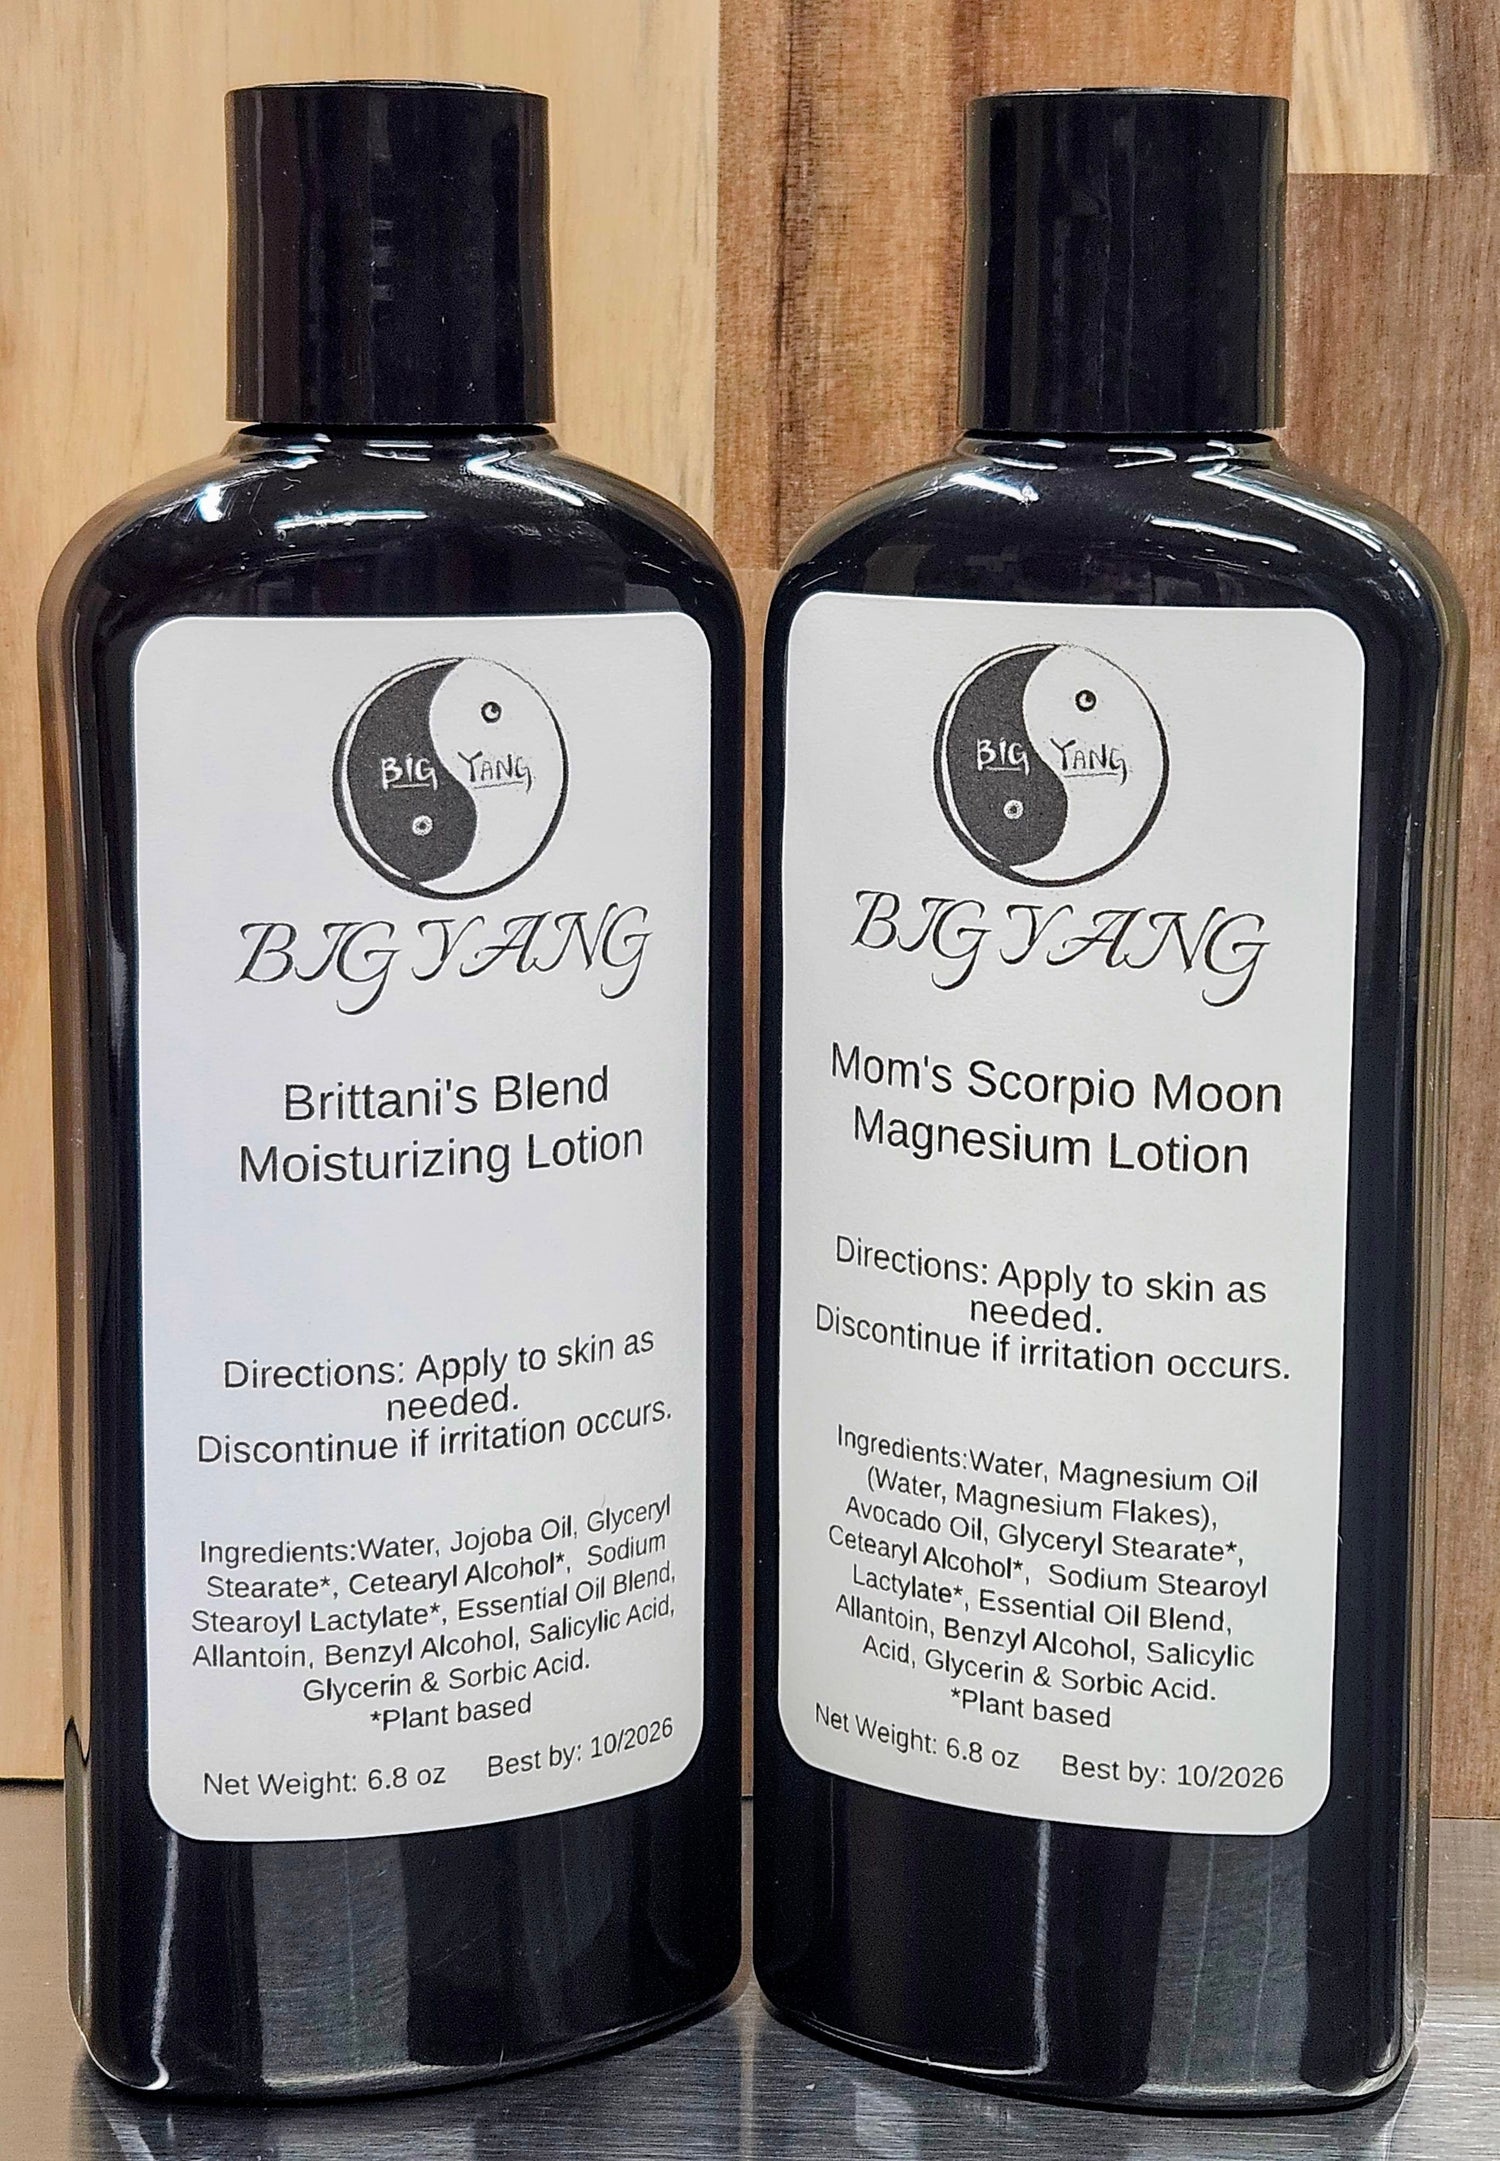 BIG YANG
BIG YANG
Brittani's Blend
Moisturizing Lotion
Directions: Apply to skin as
needed.
Discontinue if irritation occurs.
Ingredients:Water, Jojoba Oil, Glyceryl
Stearate*, Cetearyl Alcohol*, Sodium
Stearoyl Lactylate*, Essential Oil Blend,
Allantoin, Benzyl Alcohol, Salicylic Acid,
Glycerin & Sorbic Acid.
*Plant based
Net Weight: 6.8 oz Best by: 10/2026
BIG YANG
BIG YANG
Mom's Scorpio Moon
Magnesium Lotion
Directions: Apply to skin as
needed.
Discontinue if irritation occurs.
Ingredients:Water, Magnesium Oil
(Water, Magnesium Flakes),
Avocado Oil, Glyceryl Stearate*,
Cetearyl Alcohol*, Sodium Stearoyl
Lactylate*, Essential Oil Blend,
Allantoin, Benzyl Alcohol, Salicylic
Acid, Glycerin & Sorbic Acid.
*Plant based
Net Weight: 6.8 oz Best by: 10/2026